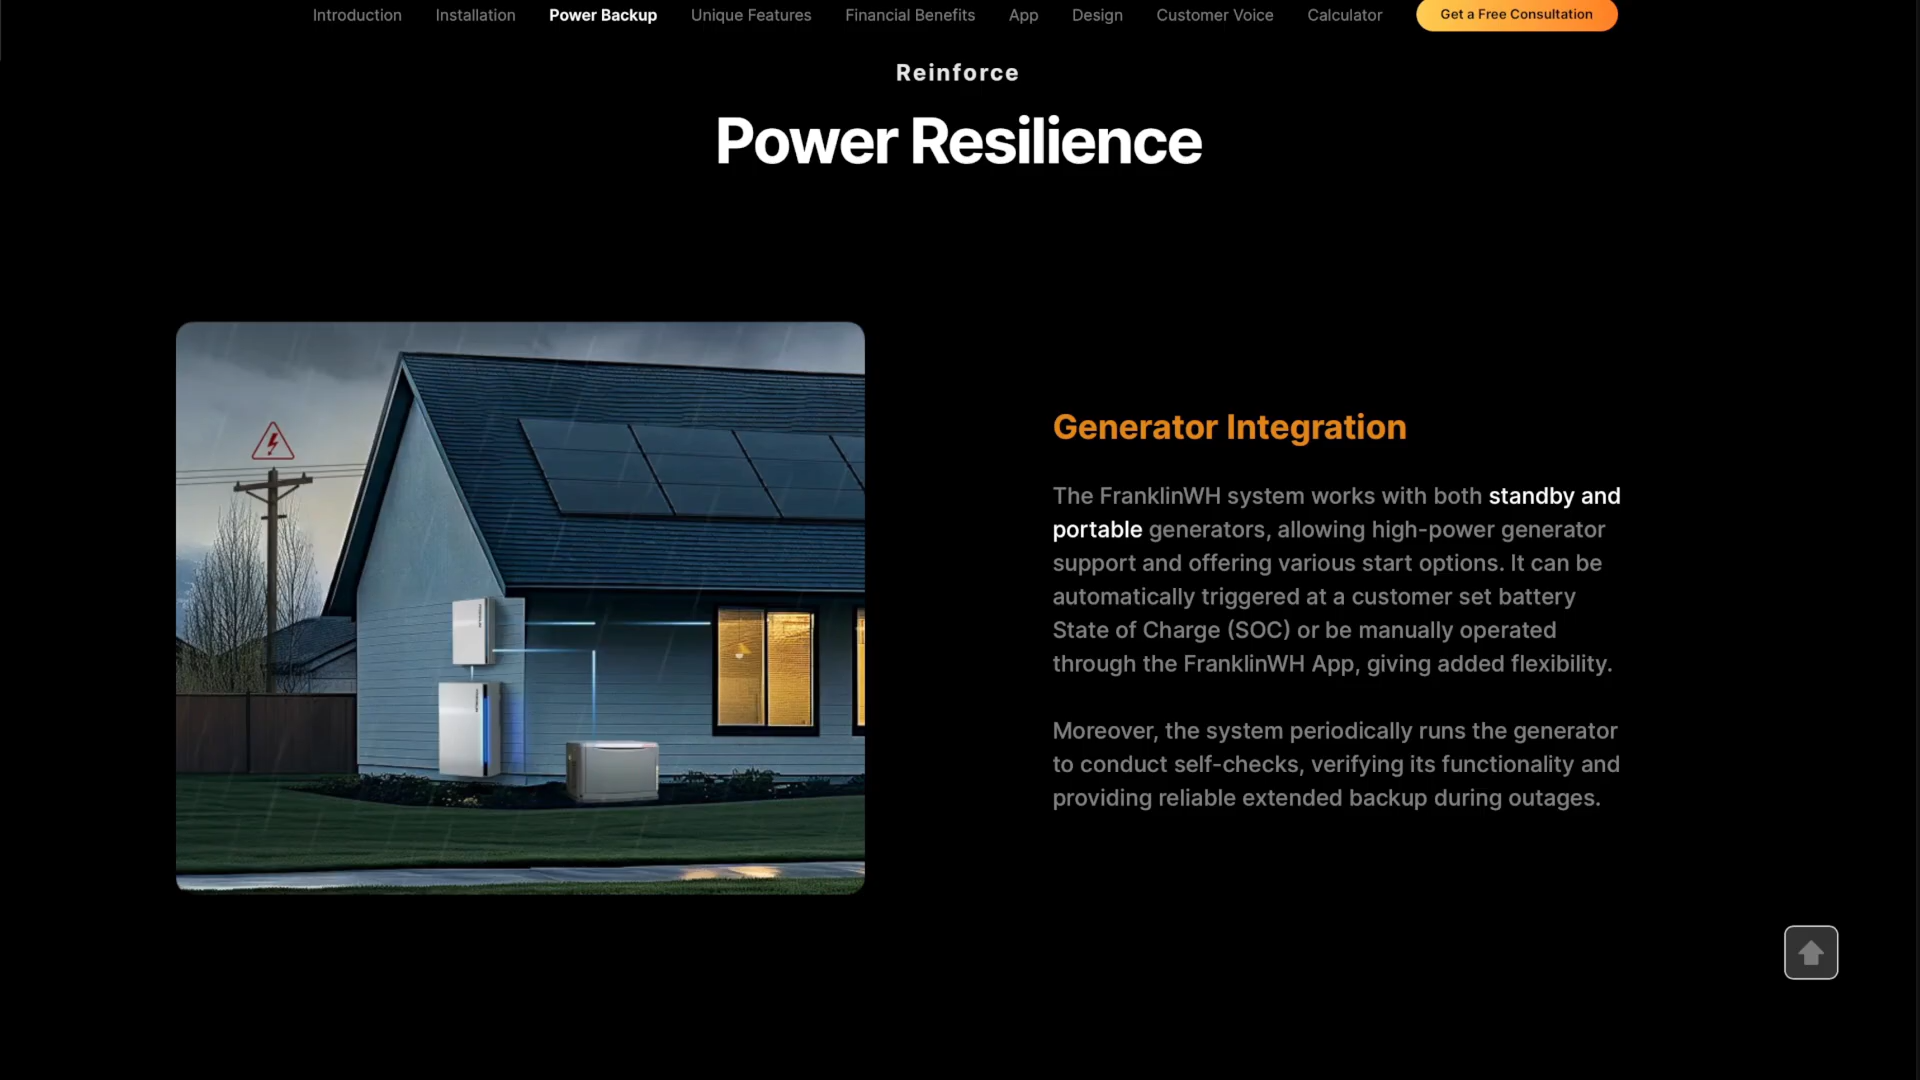 Introduction Installation Power Backup Unique Features Financial Benefits App Design Customer Voice Calculator Get a Free Consultation
Reinforce
Power Resilience
Generator Integration
The FranklinWH system works with both standby and
portable generators, allowing high-power generator
support and offering various start options. It can be
automatically triggered at a customer set battery
State of Charge (SOC) or be manually operated
through the FranklinWH App, giving added flexibility.
Moreover, the system periodically runs the generator
to conduct self-checks, verifying its functionality and
providing reliable extended backup during outages.